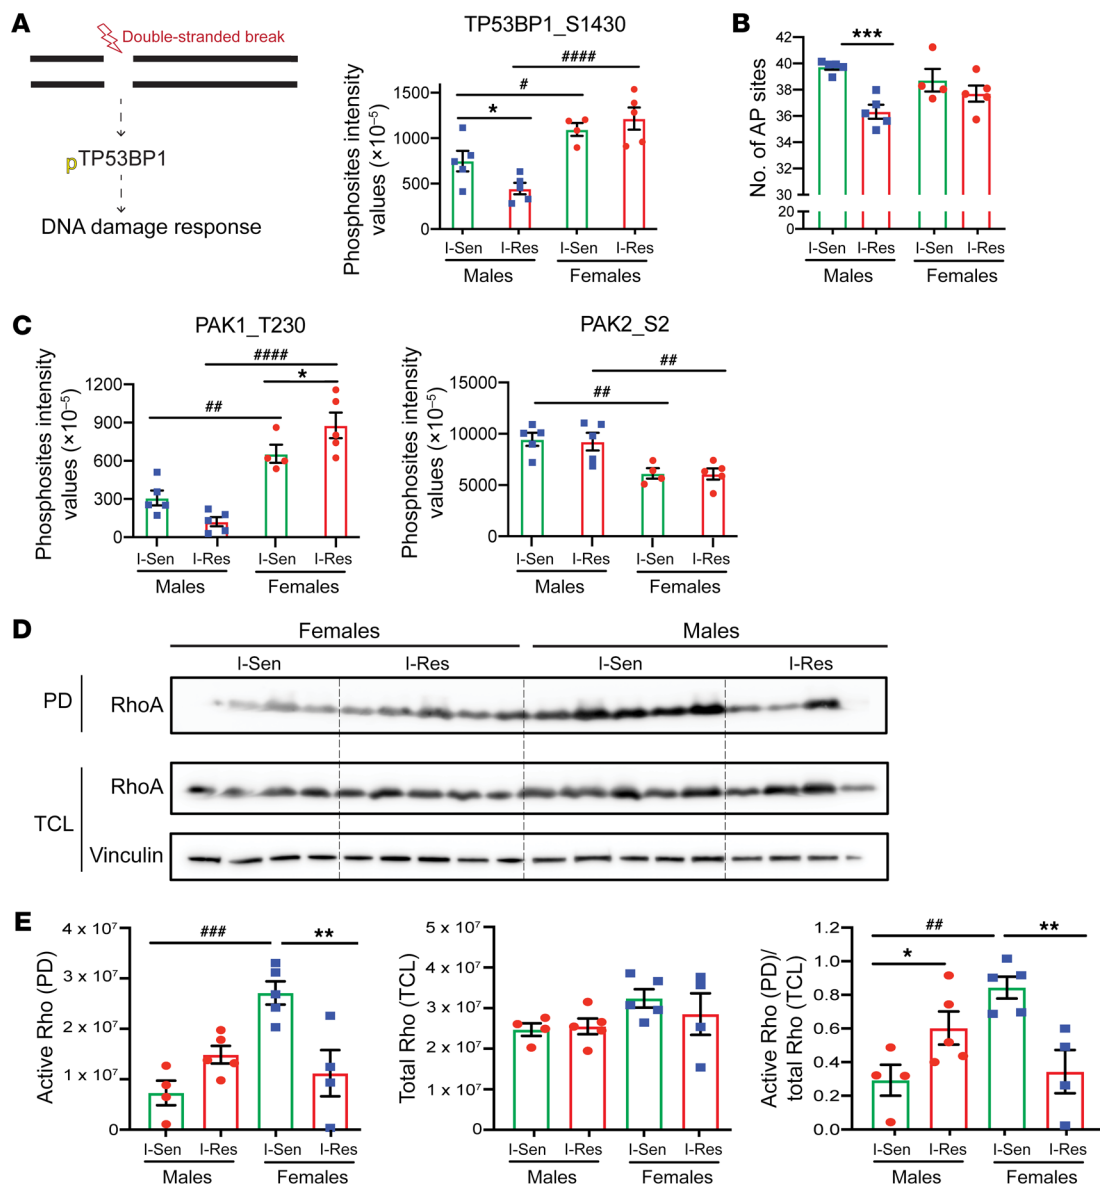 A
Double-stranded break
pTP53BP1
DNA damage response
TP53BP1_S1430
####
#
*
Phosphosites intensity
values (×10⁻⁵)
1500
1000
500
0
I-Sen
I-Res
I-Sen
I-Res
Males
Females
B
***
No. of AP sites
42
40
38
36
34
32
30
20
0
I-Sen
I-Res
I-Sen
I-Res
Males
Females
C
PAK1_T230
####
*
##
Phosphosites intensity
values (×10⁻⁵)
1200
900
600
300
0
I-Sen
I-Res
I-Sen
I-Res
Males
Females
PAK2_S2
##
##
Phosphosites intensity
values (×10⁻⁵)
15000
10000
5000
0
I-Sen
I-Res
I-Sen
I-Res
Males
Females
D
Females
Males
I-Sen
I-Res
I-Sen
I-Res
PD
RhoA
TCL
RhoA
Vinculin
E
###
**
Active Rho (PD)
4 x 10⁷
3 x 10⁷
2 x 10⁷
1 x 10⁷
0
I-Sen
I-Res
I-Sen
I-Res
Males
Females
Total Rho (TCL)
5 x 10⁷
4 x 10⁷
3 x 10⁷
2 x 10⁷
1 x 10⁷
0
I-Sen
I-Res
I-Sen
I-Res
Males
Females
##
**
*
Active Rho (PD)/
total Rho (TCL)
1.2
1.0
0.8
0.6
0.4
0.2
0.0
I-Sen
I-Res
I-Sen
I-Res
Males
Females